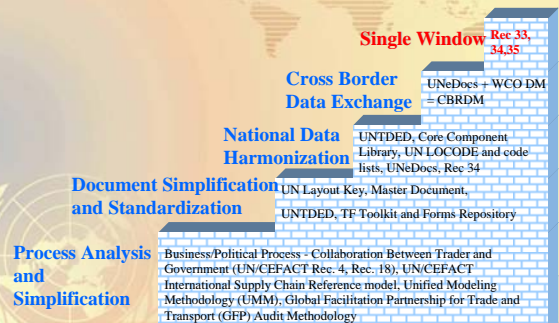 Single Window
Rec 33,
34,35
Cross Border
Data Exchange
UNeDocs + WCO DM
= CBRDM
National Data
Harmonization
UNTDED, Core Component
Library, UN LOCODE and code
lists, UNeDocs, Rec 34
Document Simplification
and Standardization
UN Layout Key, Master Document,
UNTDED, TF Toolkit and Forms Repository
Process Analysis
and
Simplification
Business/Political Process - Collaboration Between Trader and
Government (UN/CEFACT Rec. 4, Rec. 18), UN/CEFACT
International Supply Chain Reference model, Unified Modeling
Methodology (UMM), Global Facilitation Partnership for Trade and
Transport (GFP) Audit Methodology